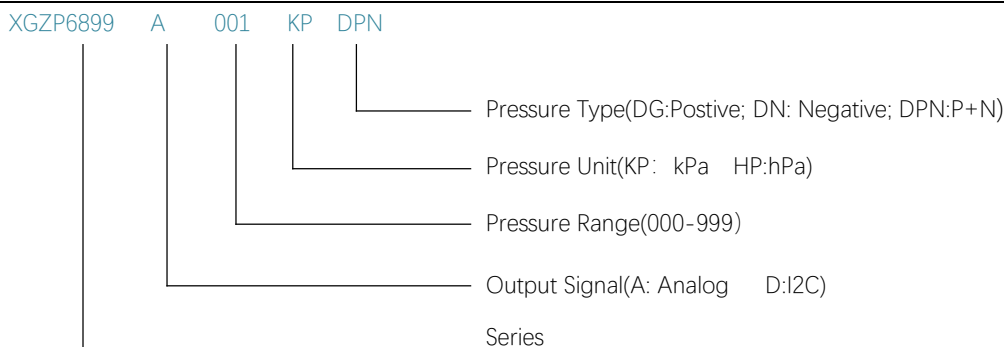 XGZP6899 A 001 KP DPN
Pressure Type(DG:Postive; DN: Negative; DPN:P+N)
Pressure Unit(KP： kPa HP:hPa)
Pressure Range(000-999）
Output Signal(A: Analog D:I2C)
Series